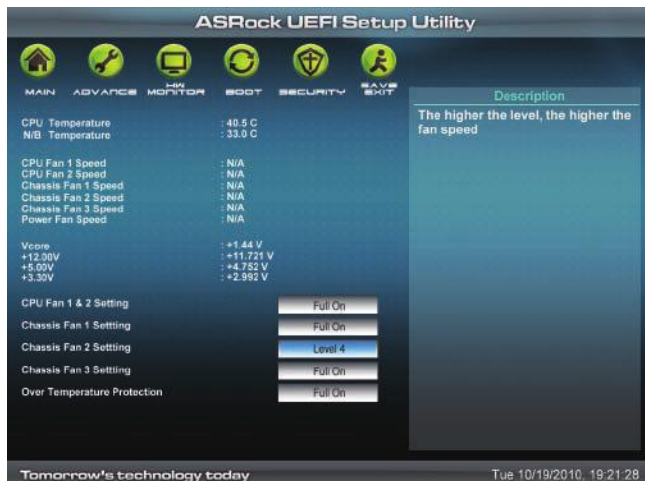 ASRock UEFI Setup Utility
MAIN ADVANCE HW MONITOR BOOT SECURITY SAVE EXIT
CPU Temperature : 40.5 C
N/B Temperature : 33.0 C
CPU Fan 1 Speed : N/A
CPU Fan 2 Speed : N/A
Chassis Fan 1 Speed : N/A
Chassis Fan 2 Speed : N/A
Chassis Fan 3 Speed : N/A
Power Fan Speed : N/A
Vcore : +1.44 V
+12.00V : +11.721 V
+5.00V : +4.752 V
+3.30V : +2.992 V
CPU Fan 1 & 2 Setting Full On
Chassis Fan 1 Settting Full On
Chassis Fan 2 Settting Level 4
Chassis Fan 3 Settting Full On
Over Temperature Protection Full On
Description
The higher the level, the higher the
fan speed
Tomorrow's technology today Tue 10/19/2010, 19:21:28